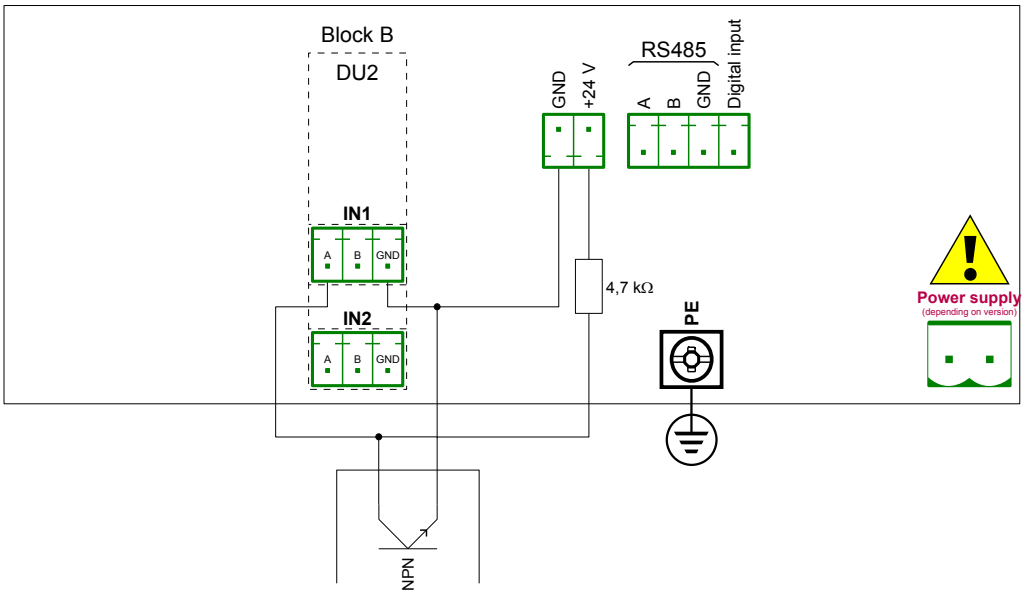 Block B
DU2
GND
+24 V
RS485
A
B
GND
Digital input
IN1
A B GND
4,7 kΩ
IN2
A B GND
PE
Power supply
(depending on version)
NPN